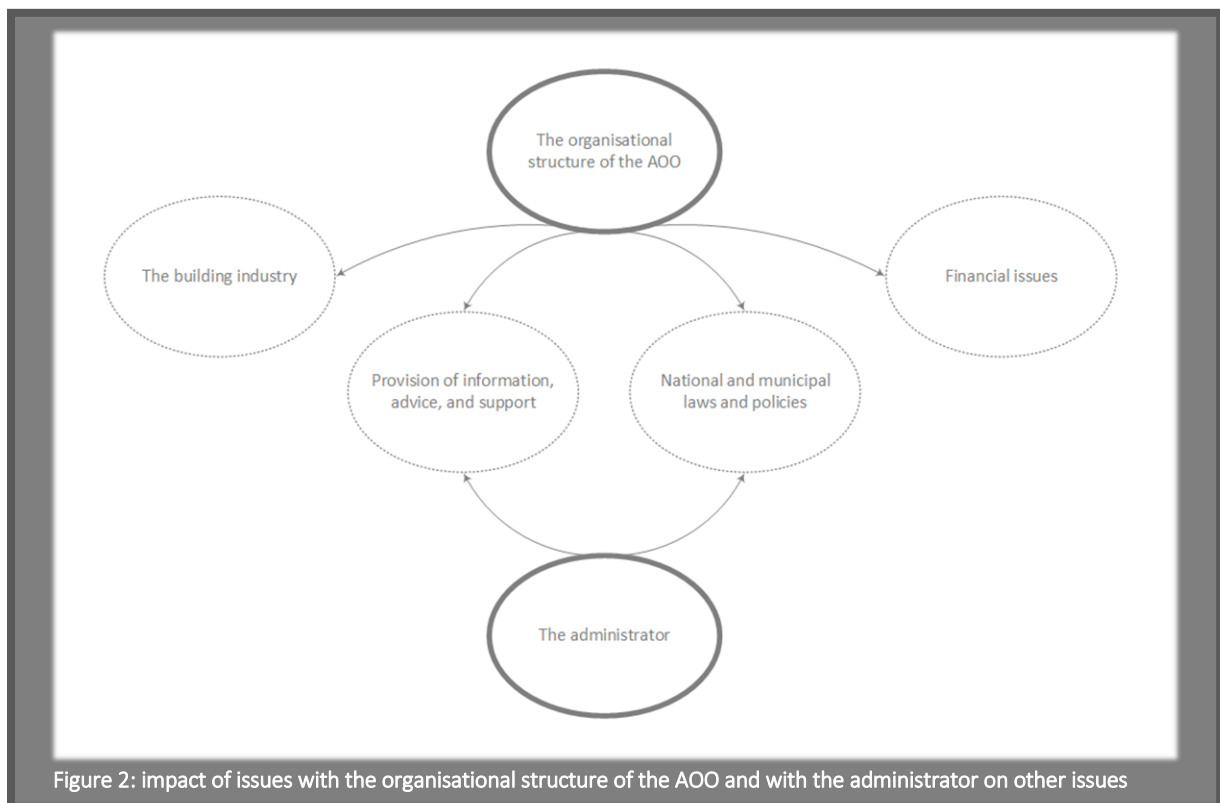 The organisational
structure of the AOO
The building industry
Financial issues
Provision of information,
advice, and support
National and municipal
laws and policies
The administrator
Figure 2: impact of issues with the organisational structure of the AOO and with the administrator on other issues